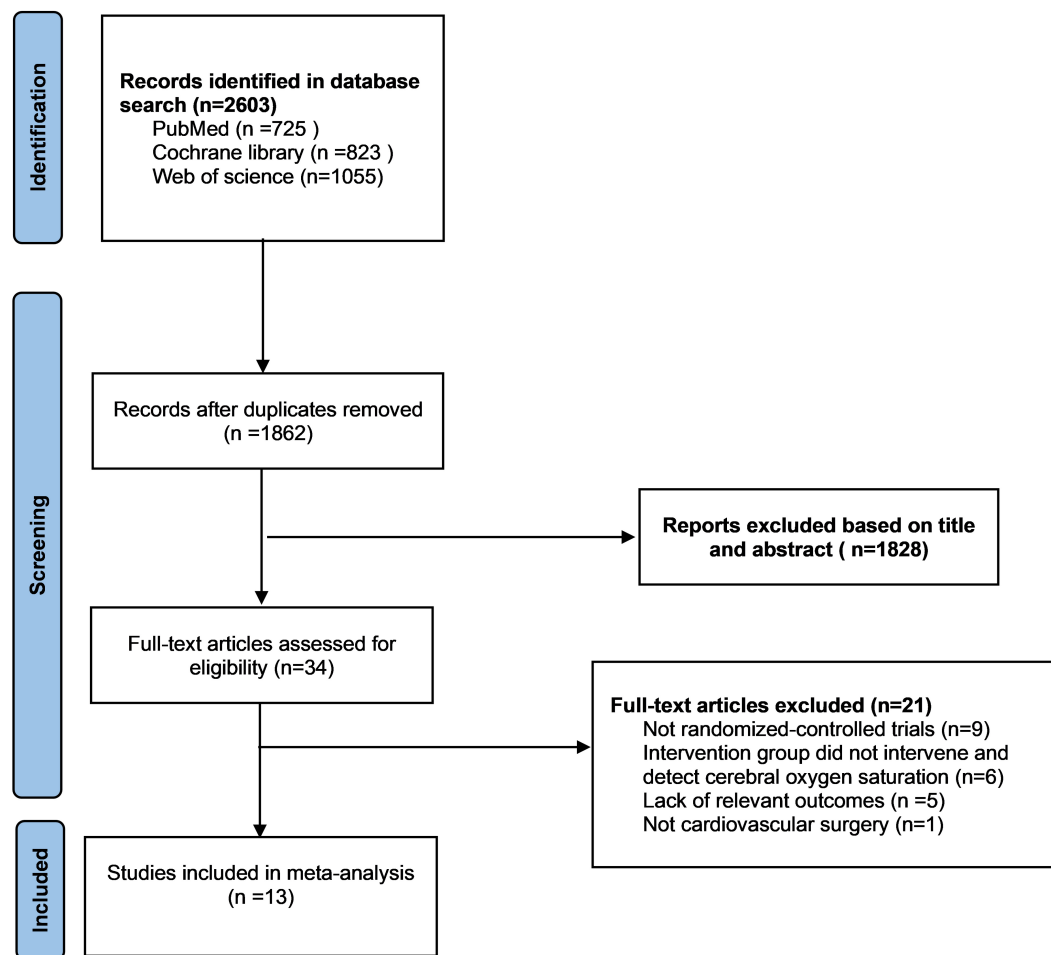 Identification
Records identified in database
search (n=2603)
PubMed (n =725 )
Cochrane library (n =823 )
Web of science (n=1055)
Screening
Records after duplicates removed
(n =1862)
Reports excluded based on title
and abstract ( n=1828)
Full-text articles assessed for
eligibility (n=34)
Full-text articles excluded (n=21)
Not randomized-controlled trials (n=9)
Intervention group did not intervene and
detect cerebral oxygen saturation (n=6)
Lack of relevant outcomes (n =5)
Not cardiovascular surgery (n=1)
Included
Studies included in meta-analysis
(n =13)